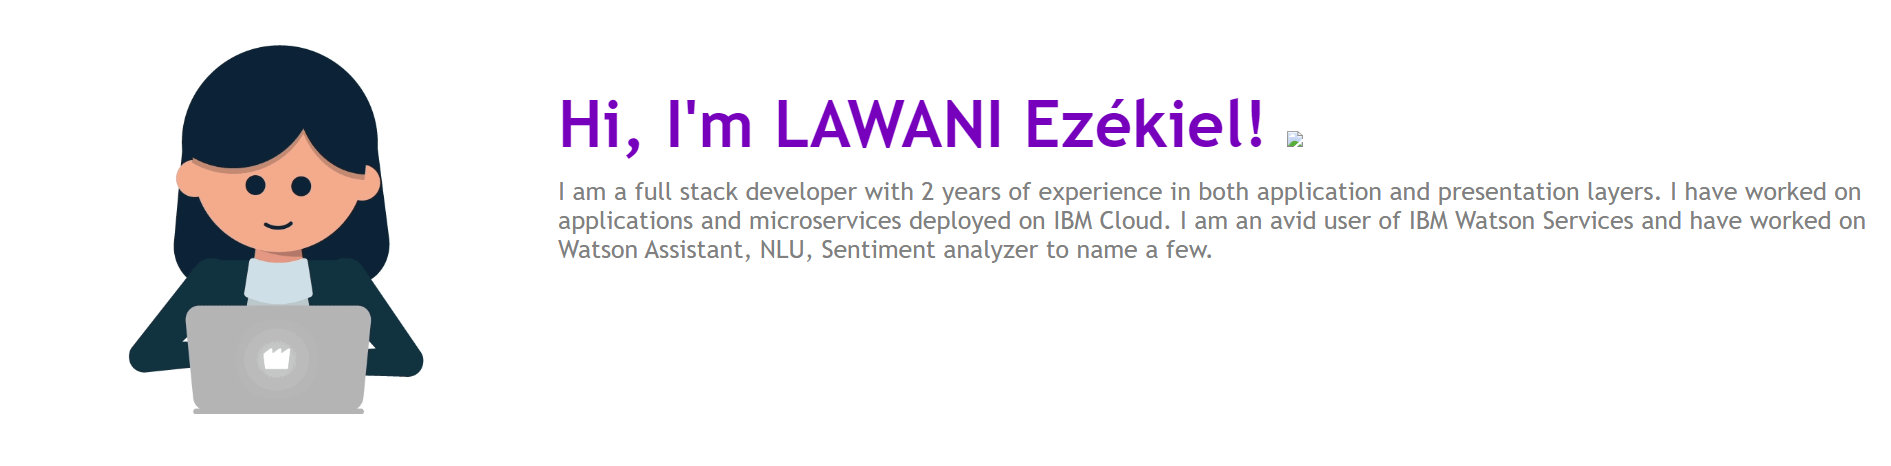 Hi, I'm LAWANI Ezékiel!
I am a full stack developer with 2 years of experience in both application and presentation layers. I have worked on
applications and microservices deployed on IBM Cloud. I am an avid user of IBM Watson Services and have worked on
Watson Assistant, NLU, Sentiment analyzer to name a few.